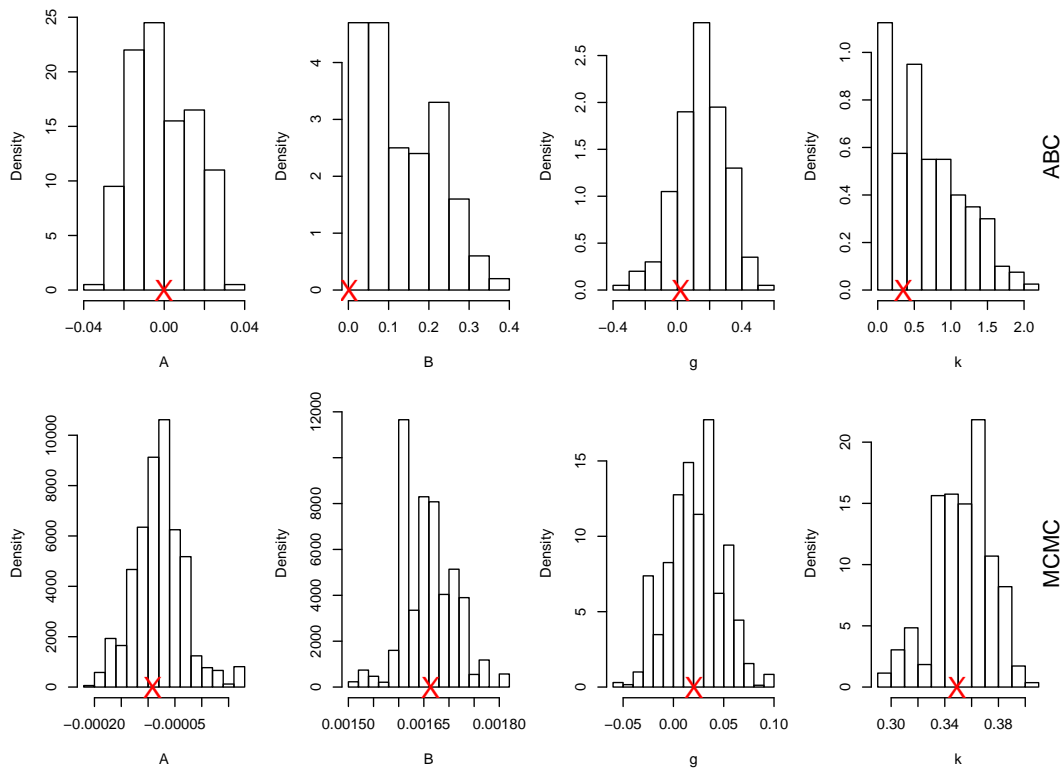 Density
25
20
15
10
5
0
−0.04 0.00 0.04
A
Density
4
3
2
1
0
0.0 0.1 0.2 0.3 0.4
B
Density
2.5
2.0
1.5
1.0
0.5
0.0
−0.4 0.0 0.4
g
Density
1.0
0.8
0.6
0.4
0.2
0.0
0.0 0.5 1.0 1.5 2.0
k
ABC
Density
10000
8000
6000
4000
2000
0
−0.00020 −0.00005
A
Density
12000
10000
8000
6000
4000
2000
0
0.00150 0.00165 0.00180
B
Density
15
10
5
0
−0.05 0.00 0.05 0.10
g
Density
20
15
10
5
0
0.30 0.34 0.38
k
MCMC